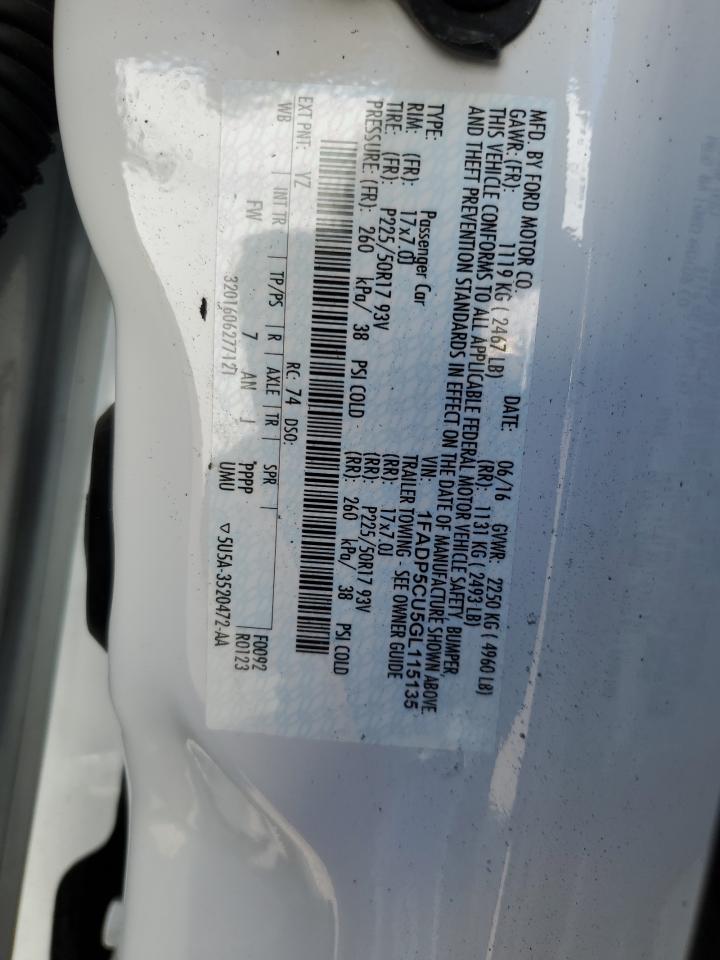 MFD. BY FORD MOTOR CO.
DATE: 06/16 GVWR: 2250 KG ( 4960 LB)
GAWR: (FR): 1119 KG ( 2467 LB) (RR): 1131 KG ( 2493 LB)
THIS VEHICLE CONFORMS TO ALL APPLICABLE FEDERAL MOTOR VEHICLE SAFETY, BUMPER,
AND THEFT PREVENTION STANDARDS IN EFFECT ON THE DATE OF MANUFACTURE SHOWN ABOVE.
VIN: 1FADP5CU5GL115135
TYPE: Passenger Car TRAILER TOWING - SEE OWNER GUIDE
RIM: (FR): 17x7.0J (RR): 17x7.0J
TIRE: (FR): P225/50R17 93V (RR): P225/50R17 93V
PRESSURE: (FR): 260 kPa/ 38 PSI COLD (RR): 260 kPa/ 38 PSI COLD
EXT PNT: YZ RC: 74 DSO: F0092
WB INT TR TP/PS R AXLE TR SPR R0123
FW 7 AN J PPPP
UMU
3201606277121 ▽5U5A-3520472-AA